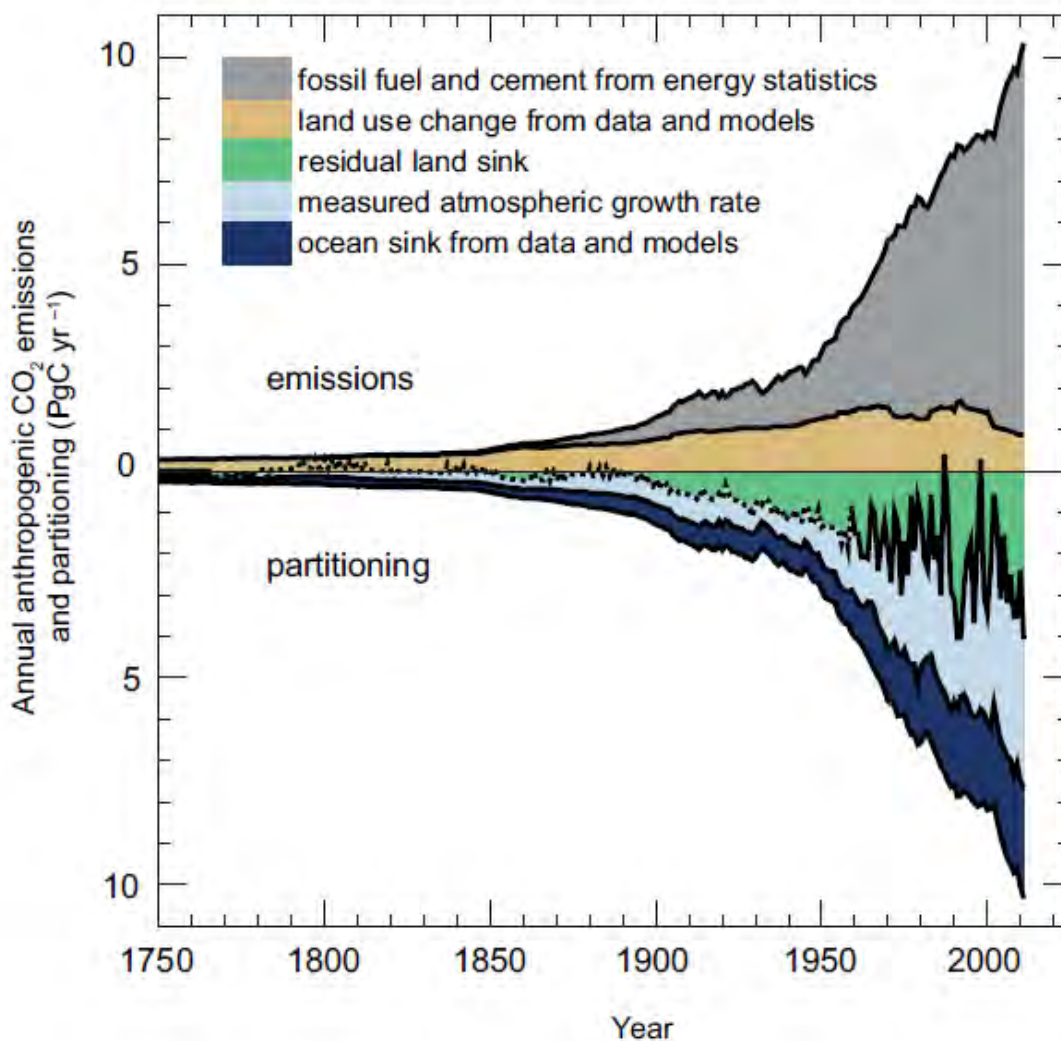 10
fossil fuel and cement from energy statistics
land use change from data and models
residual land sink
measured atmospheric growth rate
ocean sink from data and models
5
emissions
0
partitioning
5
10
Annual anthropogenic CO₂ emissions
and partitioning (PgC yr⁻¹)
1750 1800 1850 1900 1950 2000
Year